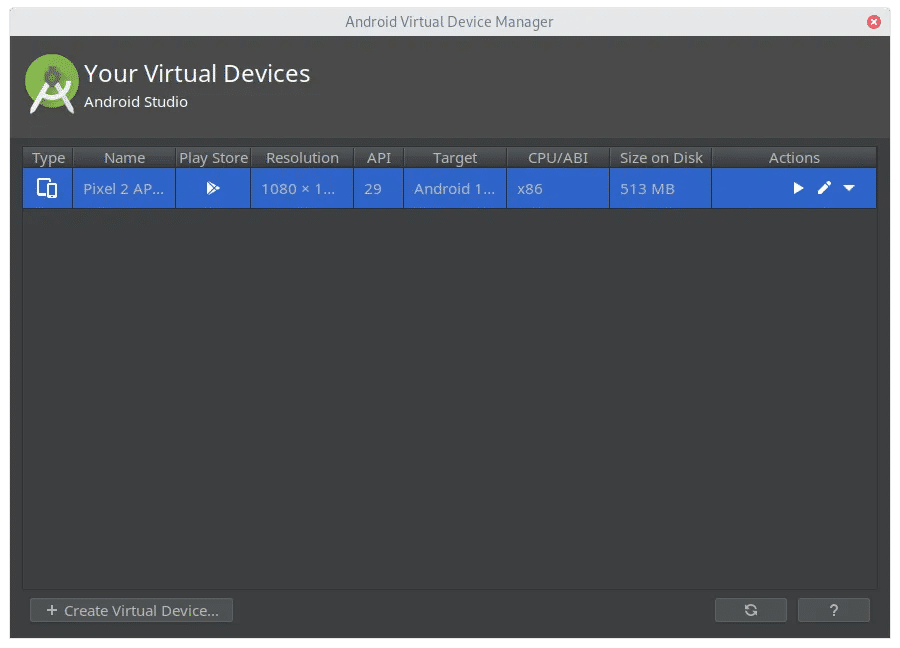 Android Virtual Device Manager
Your Virtual Devices
Android Studio
Type Name Play Store Resolution API Target CPU/ABI Size on Disk Actions
Pixel 2 AP... 1080 × 1... 29 Android 1... x86 513 MB
+ Create Virtual Device... ?